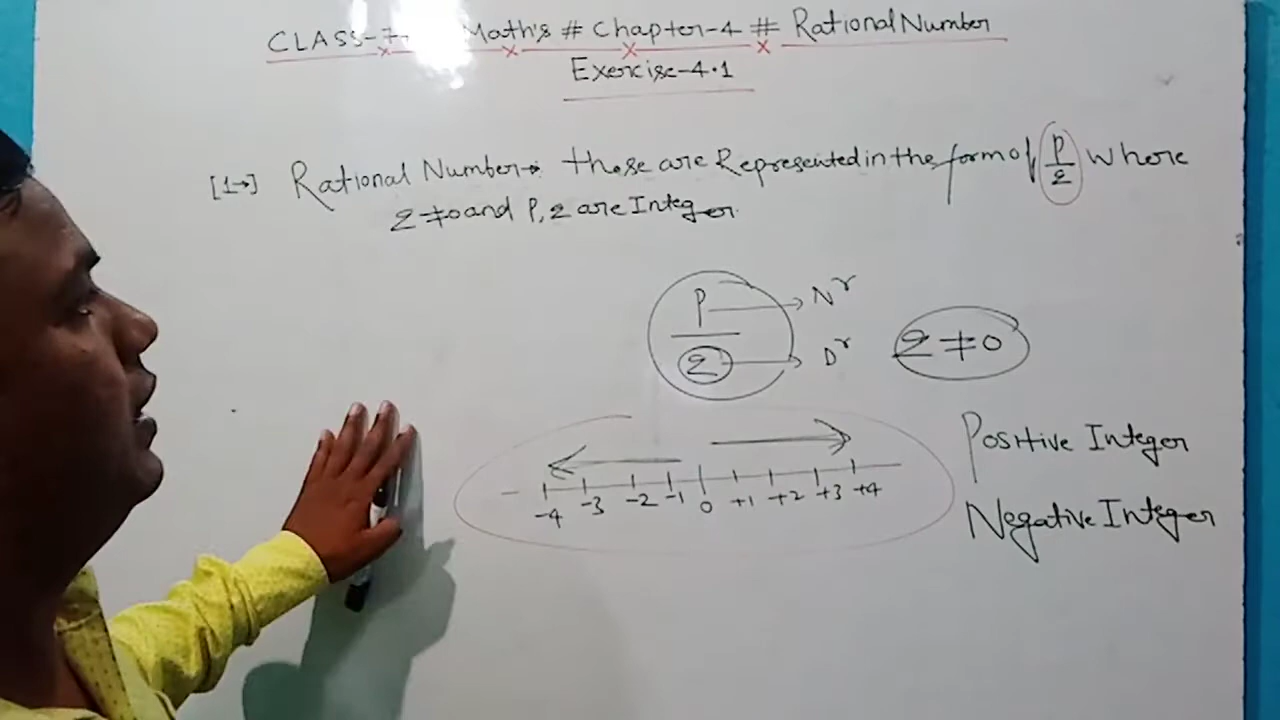 CLASS-7 Math's # Chapter-4 # Rational Number
Exercise-4.1
[1→] Rational Number→ those are Represented in the form of P/q Where
q≠0 and P, q are Integer.
P → Nʳ
q → Dʳ
q≠0
-4 -3 -2 -1 0 +1 +2 +3 +4
Positive Integer
Negative Integer